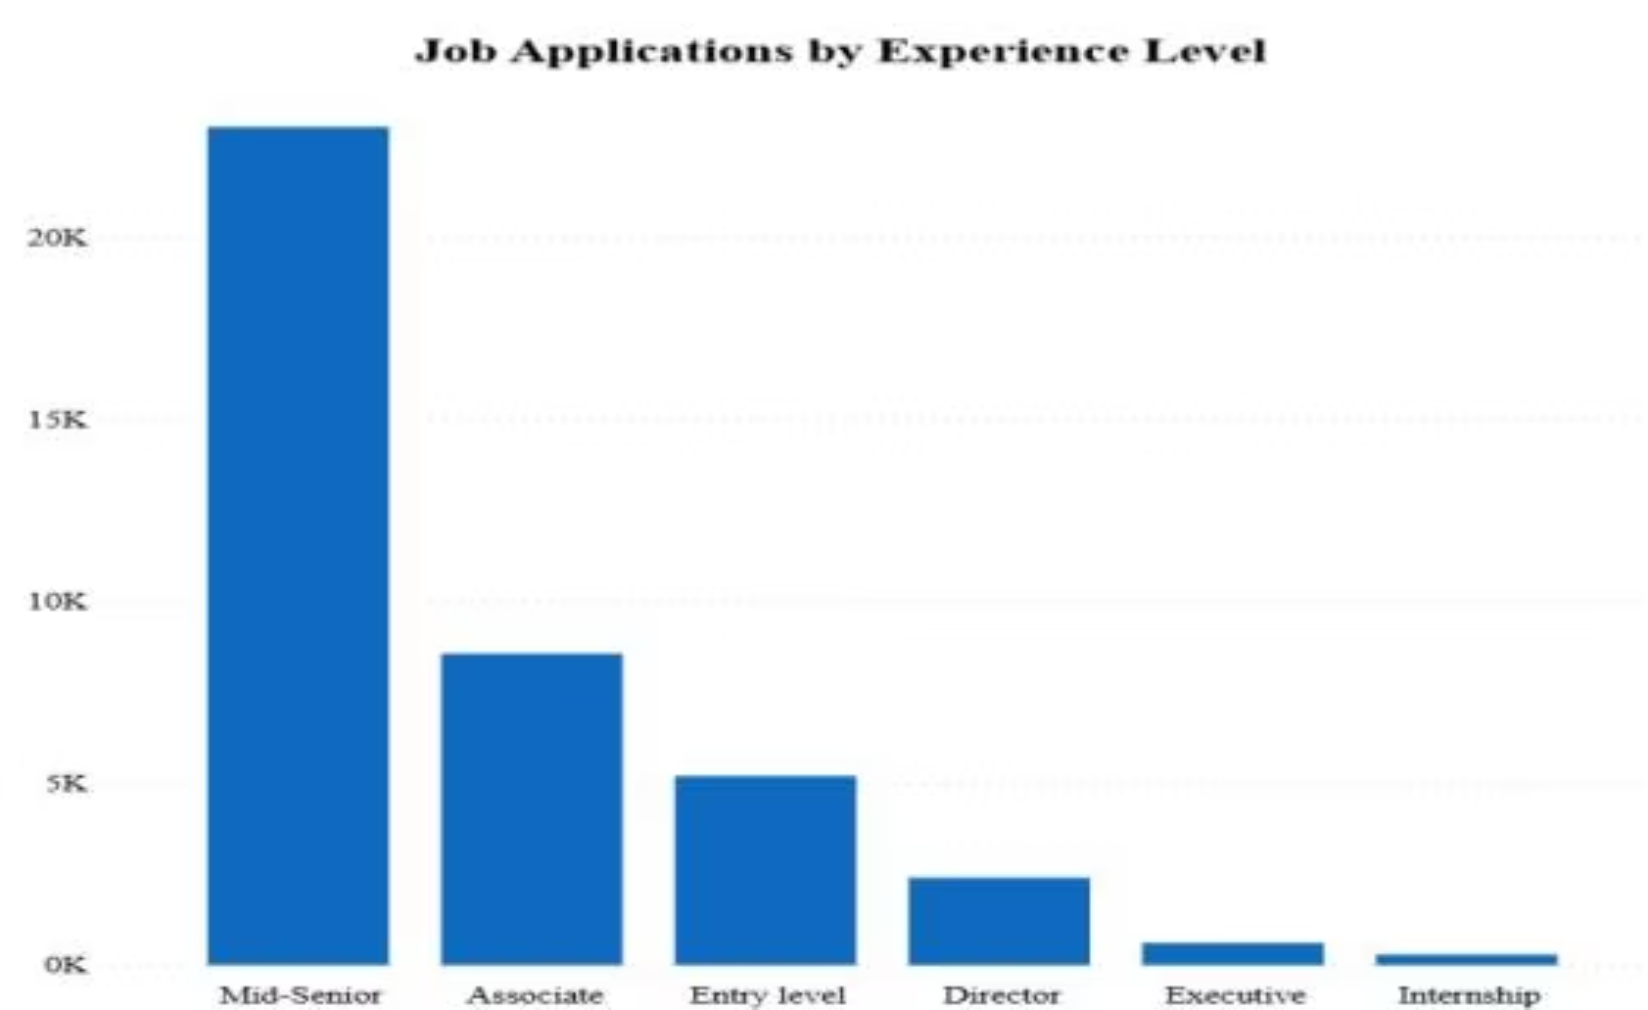 Job Applications by Experience Level
20K
15K
10K
5K
0K
Mid-Senior Associate Entry level Director Executive Internship